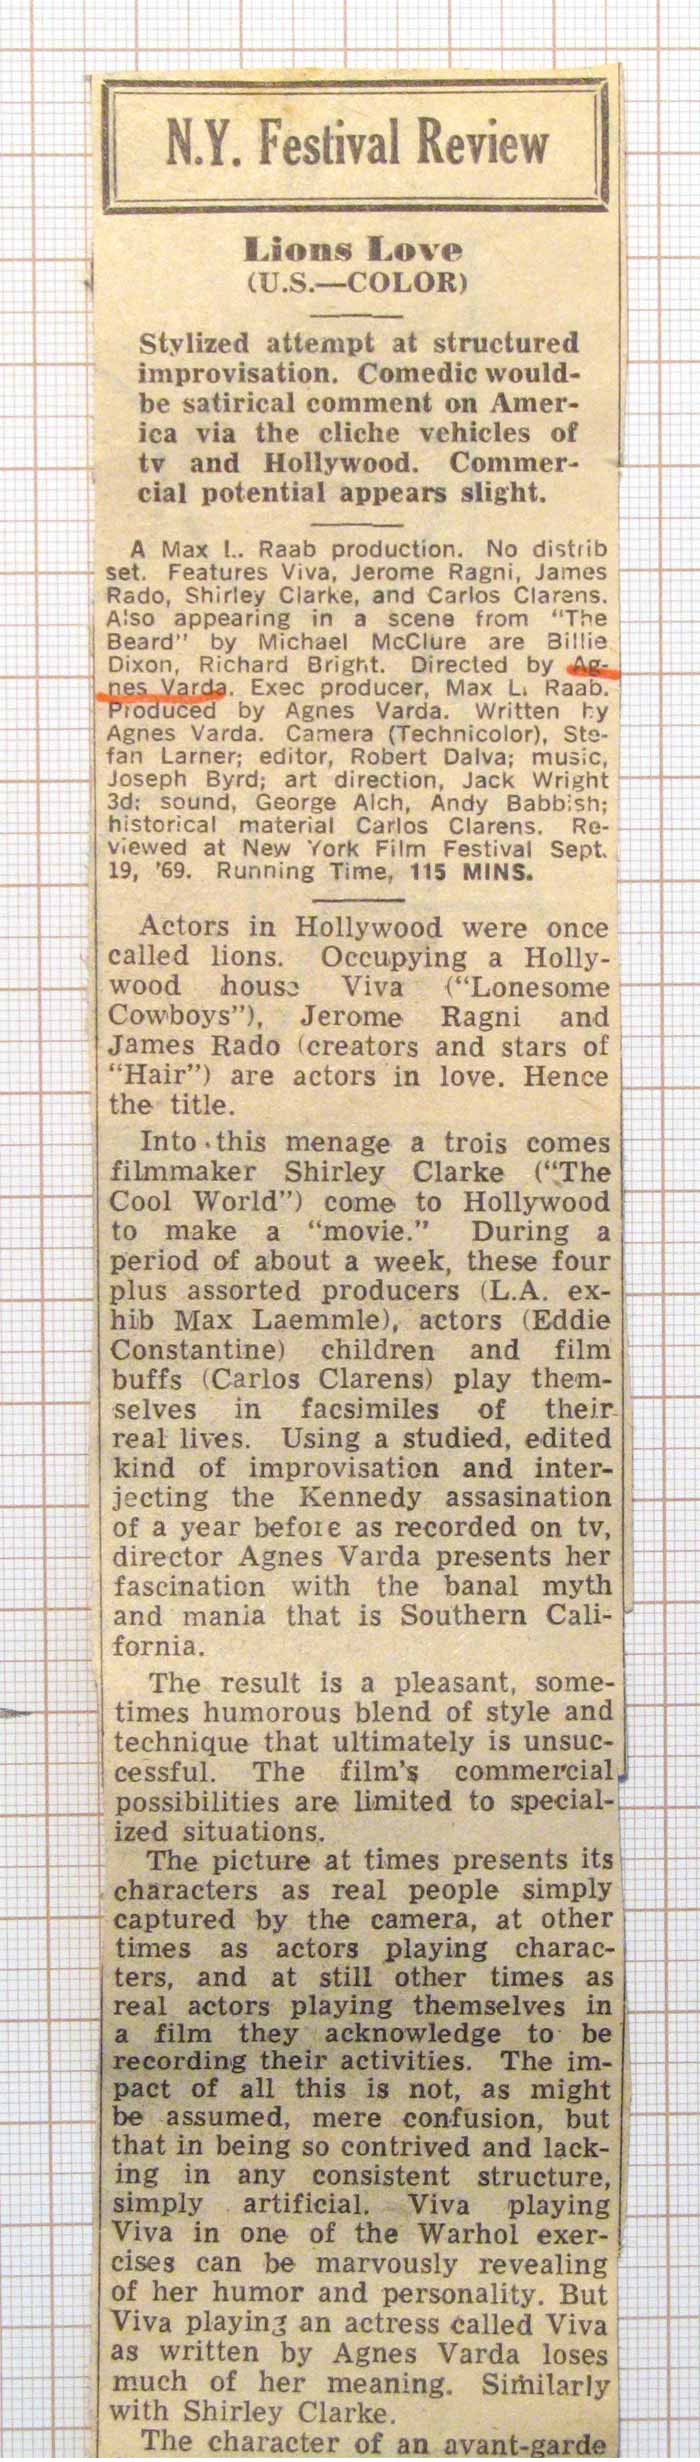 N.Y. Festival Review
Lions Love
(U.S.—COLOR)
Stylized attempt at structured
improvisation. Comedic would-
be satirical comment on Amer-
ica via the cliche vehicles of
tv and Hollywood. Commer-
cial potential appears slight.
A Max L. Raab production. No distrib
set. Features Viva, Jerome Ragni, James
Rado, Shirley Clarke, and Carlos Clarens.
Also appearing in a scene from “The
Beard” by Michael McClure are Billie
Dixon, Richard Bright. Directed by Ag-
nes Varda. Exec producer, Max L. Raab.
Produced by Agnes Varda. Written by
Agnes Varda. Camera (Technicolor), Ste-
fan Larner; editor, Robert Dalva; music,
Joseph Byrd; art direction, Jack Wright
3d; sound, George Alch, Andy Babbish;
historical material Carlos Clarens. Re-
viewed at New York Film Festival Sept.
19, '69. Running Time, 115 MINS.
Actors in Hollywood were once
called lions. Occupying a Holly-
wood house Viva (“Lonesome
Cowboys”), Jerome Ragni and
James Rado (creators and stars of
“Hair”) are actors in love. Hence
the title.
Into this menage a trois comes
filmmaker Shirley Clarke (“The
Cool World”) come to Hollywood
to make a “movie.” During a
period of about a week, these four
plus assorted producers (L.A. ex-
hib Max Laemmle), actors (Eddie
Constantine) children and film
buffs (Carlos Clarens) play them-
selves in facsimiles of their
real lives. Using a studied, edited
kind of improvisation and inter-
jecting the Kennedy assasination
of a year before as recorded on tv,
director Agnes Varda presents her
fascination with the banal myth
and mania that is Southern Cali-
fornia.
The result is a pleasant, some-
times humorous blend of style and
technique that ultimately is unsuc-
cessful. The film's commercial
possibilities are limited to special-
ized situations.
The picture at times presents its
characters as real people simply
captured by the camera, at other
times as actors playing charac-
ters, and at still other times as
real actors playing themselves in
a film they acknowledge to be
recording their activities. The im-
pact of all this is not, as might
be assumed, mere confusion, but
that in being so contrived and lack-
ing in any consistent structure,
simply artificial. Viva playing
Viva in one of the Warhol exer-
cises can be marvously revealing
of her humor and personality. But
Viva playing an actress called Viva
as written by Agnes Varda loses
much of her meaning. Similarly
with Shirley Clarke.
The character of an avant-garde